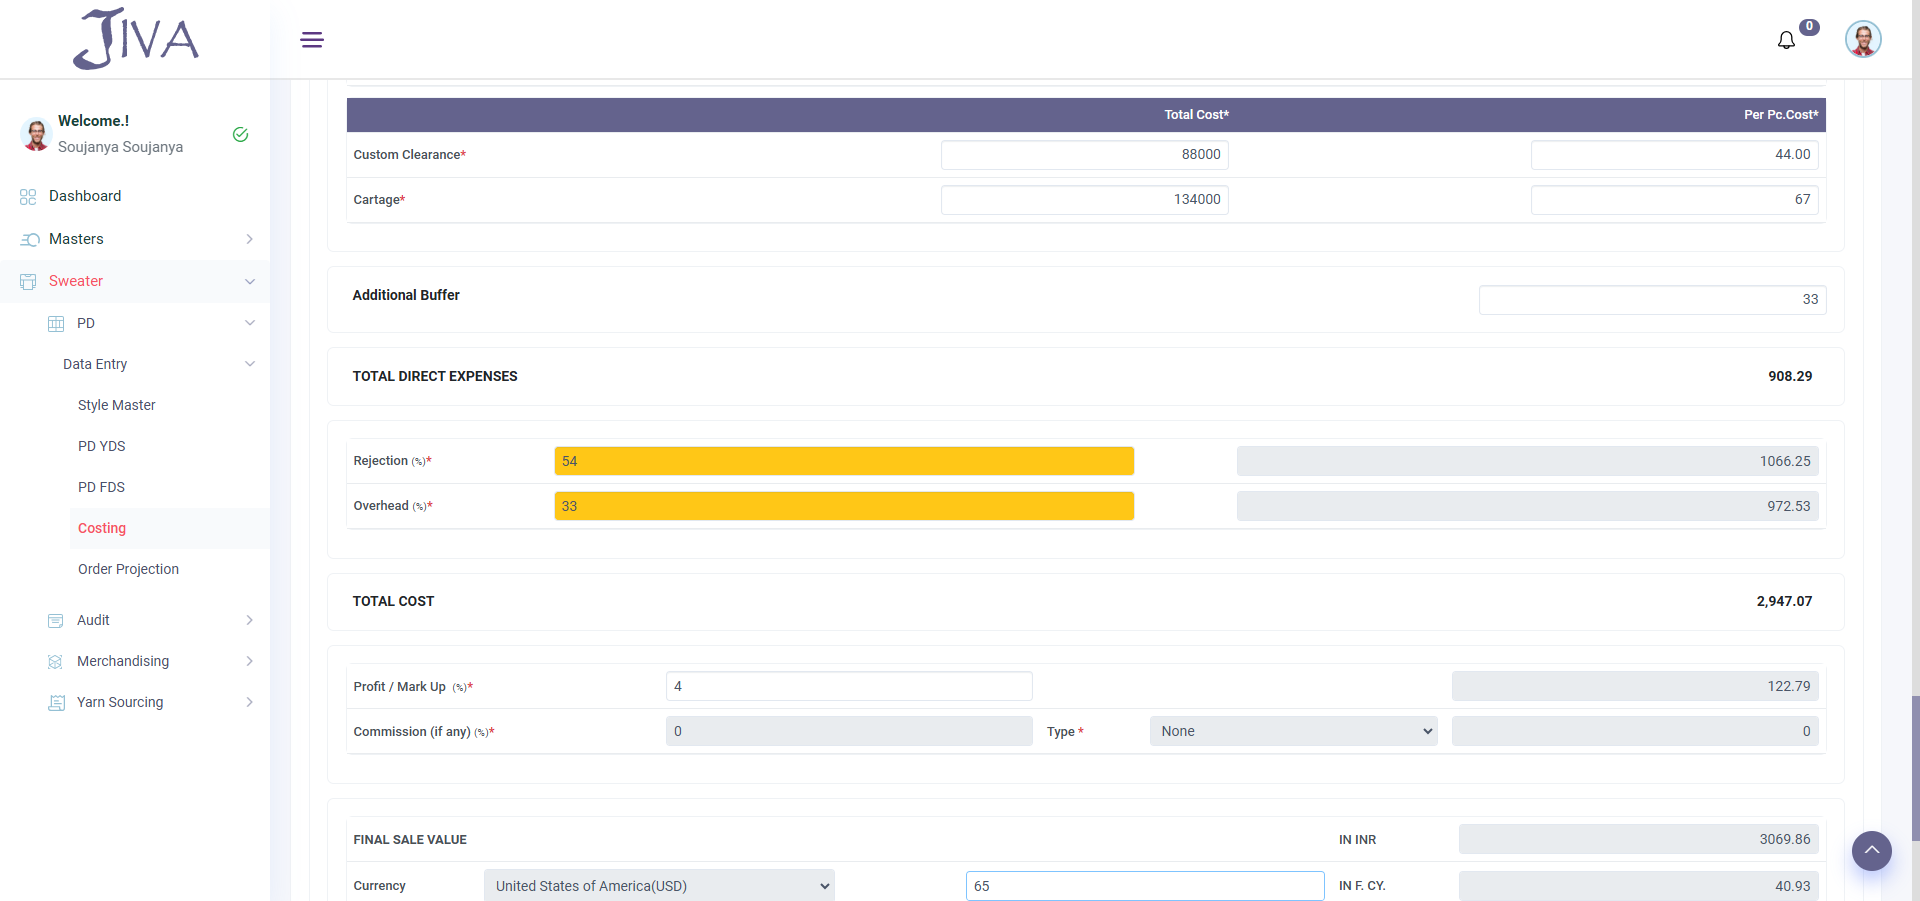 JIVA
0
Welcome.!
Soujanya Soujanya
Dashboard
Masters
Sweater
PD
Data Entry
Style Master
PD YDS
PD FDS
Costing
Order Projection
Audit
Merchandising
Yarn Sourcing
Total Cost* Per Pc.Cost*
Custom Clearance* 88000 44.00
Cartage* 134000 67
Additional Buffer 33
TOTAL DIRECT EXPENSES 908.29
Rejection (%)* 54 1066.25
Overhead (%)* 33 972.53
TOTAL COST 2,947.07
Profit / Mark Up (%)* 4 122.79
Commission (if any) (%)* 0 Type * None 0
FINAL SALE VALUE IN INR 3069.86
Currency United States of America(USD) 65 IN F. CY. 40.93